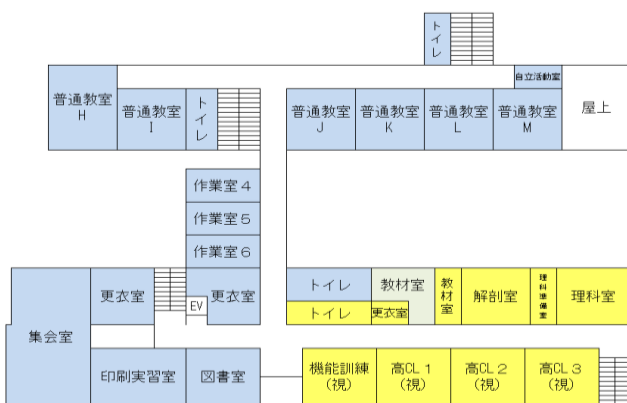 トイレ
自立活動室
普通教室
H
普通教室
I
トイレ
普通教室
J
普通教室
K
普通教室
L
普通教室
M
屋上
作業室4
作業室5
作業室6
集会室
更衣室
EV
更衣室
トイレ
トイレ
教材室
更衣室
教材室
解剖室
理科準備室
理科室
印刷実習室
図書室
機能訓練
(視)
高CL1
(視)
高CL2
(視)
高CL3
(視)